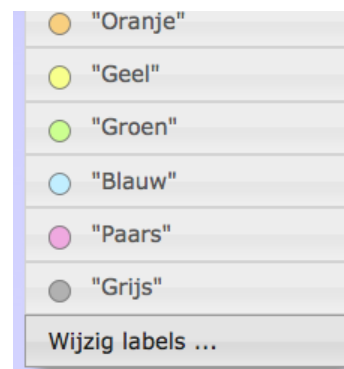 "Oranje"
"Geel"
"Groen"
"Blauw"
"Paars"
"Grijs"
Wijzig labels ...